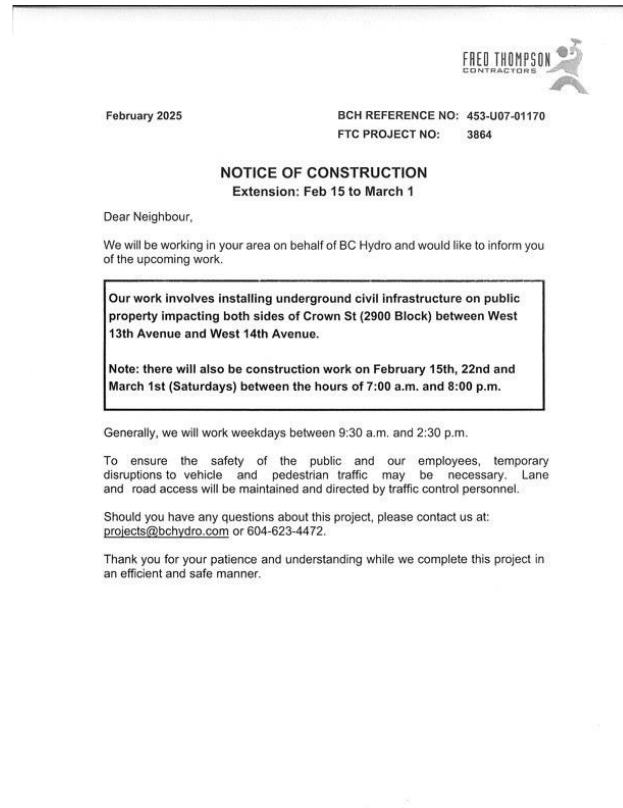 FRED THOMPSON
CONTRACTORS
February 2025
BCH REFERENCE NO: 453-U07-01170
FTC PROJECT NO: 3864
NOTICE OF CONSTRUCTION
Extension: Feb 15 to March 1
Dear Neighbour,
We will be working in your area on behalf of BC Hydro and would like to inform you
of the upcoming work.
Our work involves installing underground civil infrastructure on public
property impacting both sides of Crown St (2900 Block) between West
13th Avenue and West 14th Avenue.
Note: there will also be construction work on February 15th, 22nd and
March 1st (Saturdays) between the hours of 7:00 a.m. and 8:00 p.m.
Generally, we will work weekdays between 9:30 a.m. and 2:30 p.m.
To ensure the safety of the public and our employees, temporary
disruptions to vehicle and pedestrian traffic may be necessary. Lane
and road access will be maintained and directed by traffic control personnel.
Should you have any questions about this project, please contact us at:
projects@bchydro.com or 604-623-4472.
Thank you for your patience and understanding while we complete this project in
an efficient and safe manner.